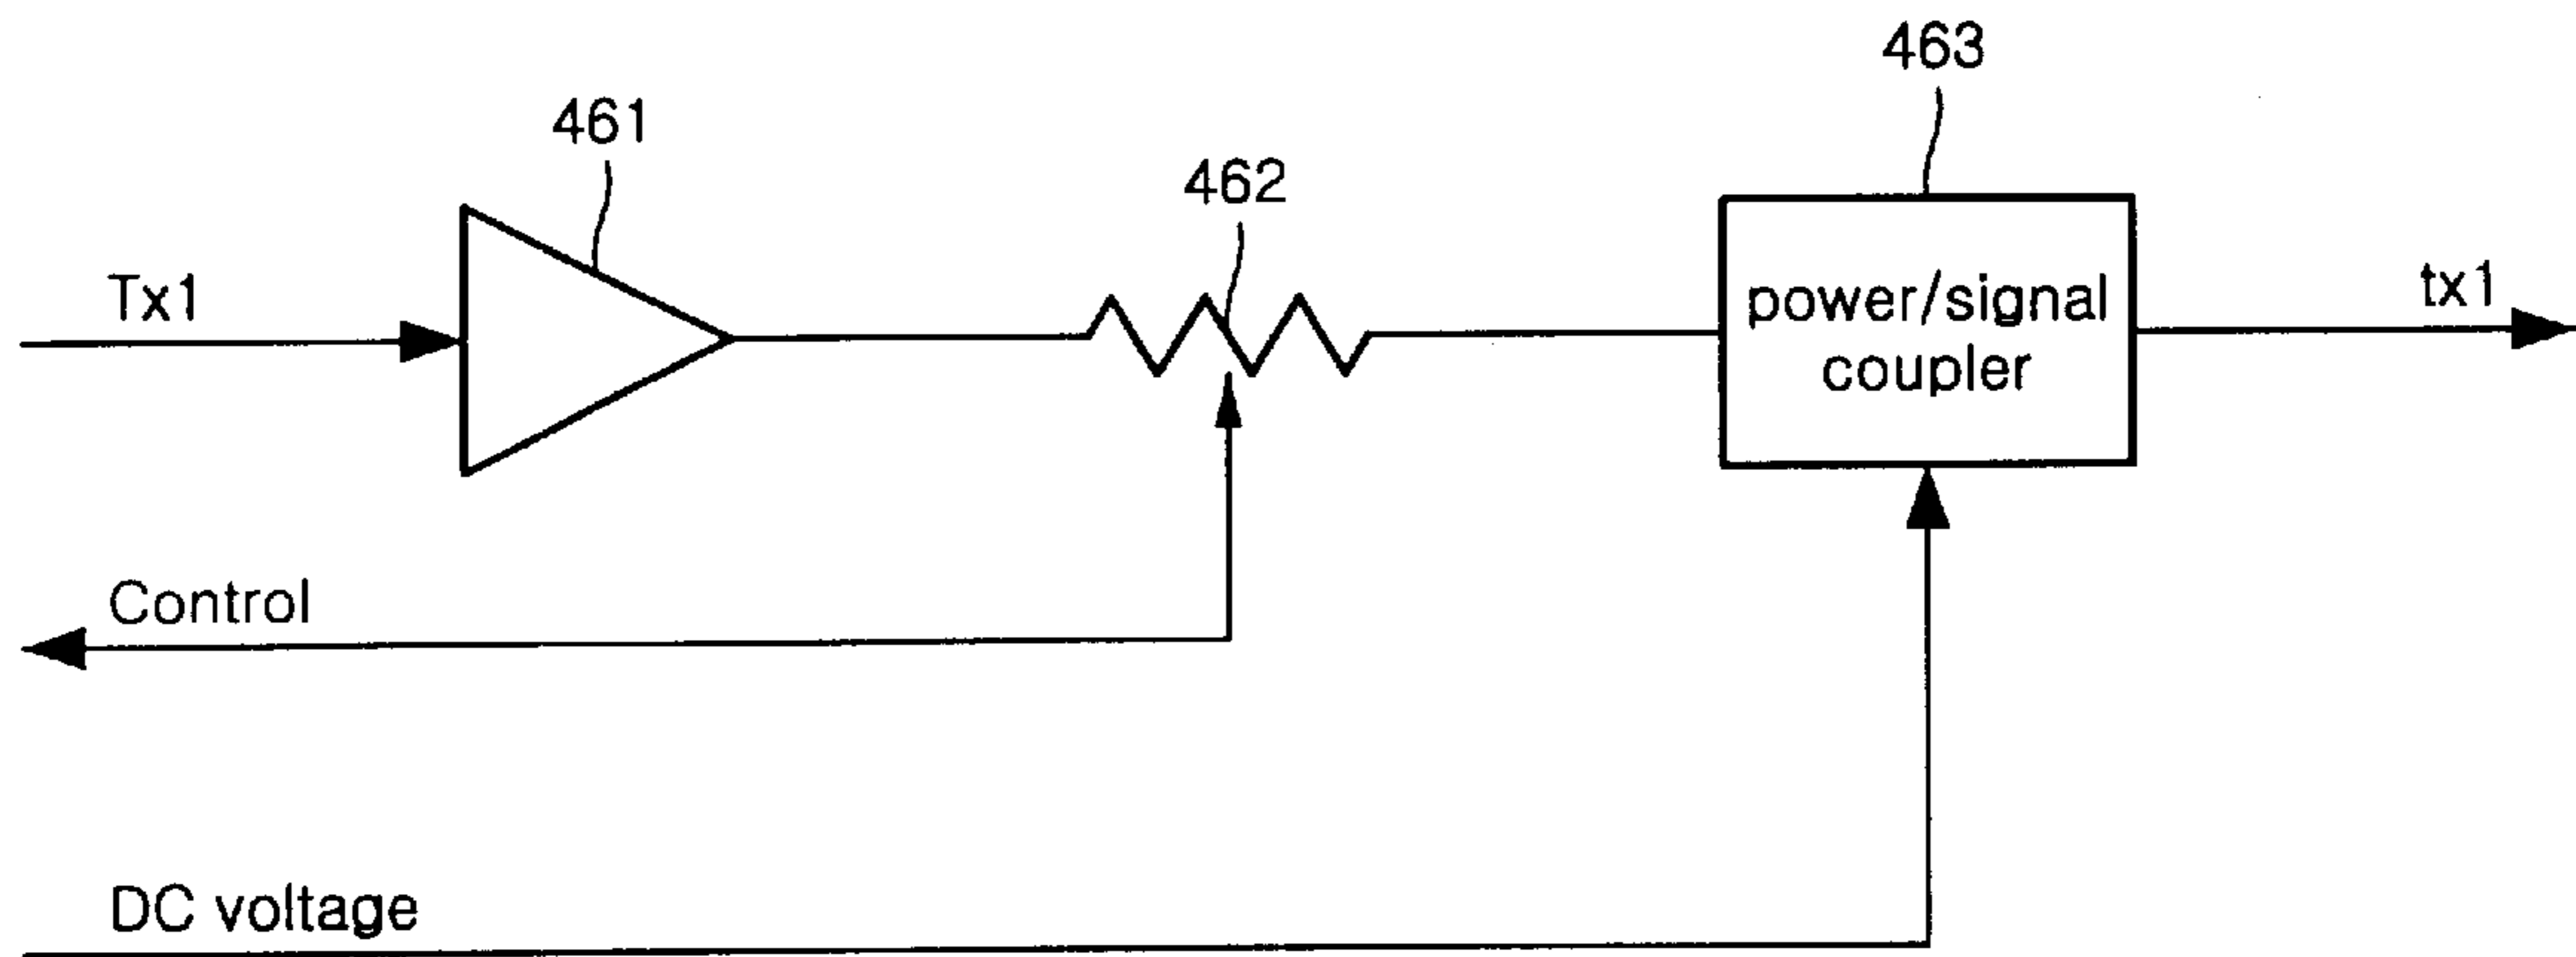 463
461
462
Tx1
power/signal
coupler
tx1
Control
DC voltage